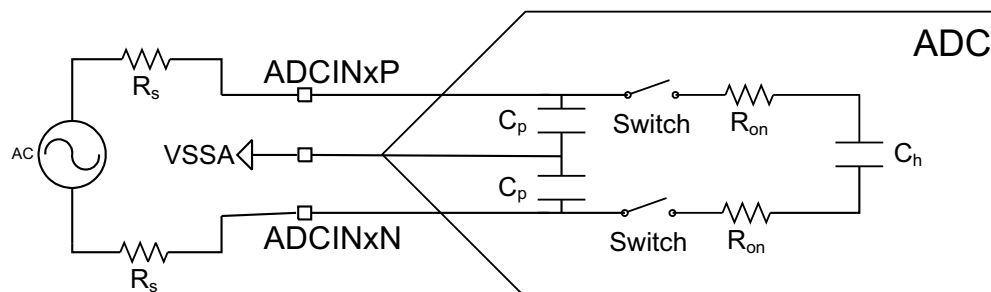 ADC
ADCINxP
Rs
Cp
Switch
Ron
AC
VSSA
Ch
Cp
ADCINxN
Rs
Switch
Ron